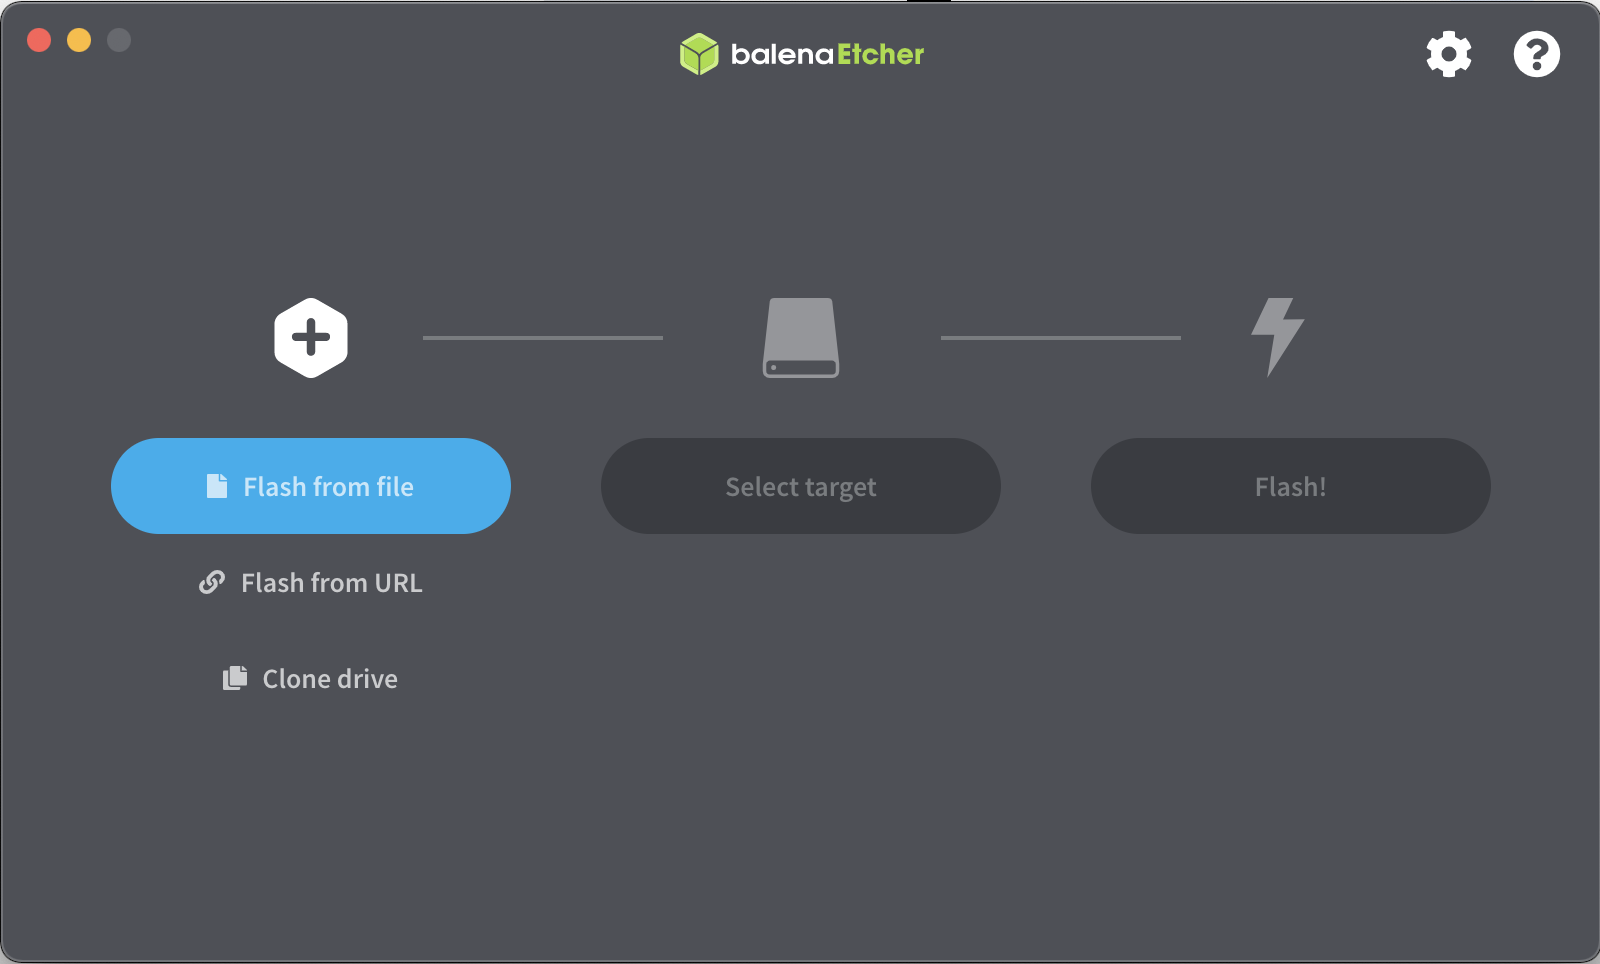 balenaEtcher
Flash from file
Select target
Flash!
Flash from URL
Clone drive